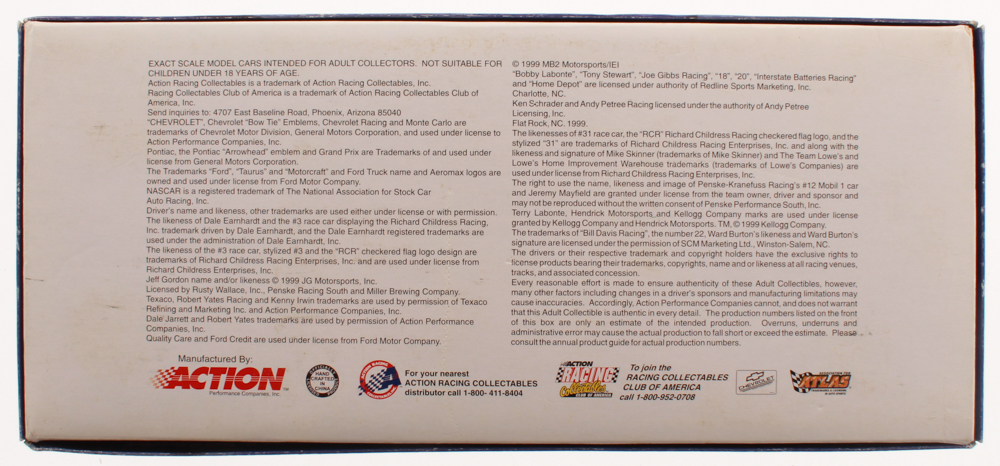 EXACT SCALE MODEL CARS INTENDED FOR ADULT COLLECTORS. NOT SUITABLE FOR
CHILDREN UNDER 18 YEARS OF AGE.
Action Racing Collectables is a trademark of Action Racing Collectables, Inc.
Racing Collectables Club of America is a trademark of Action Racing Collectables Club of
America, Inc.
Send inquiries to: 4707 East Baseline Road, Phoenix, Arizona 85040
"CHEVROLET", Chevrolet "Bow Tie" Emblems, Chevrolet Racing and Monte Carlo are
trademarks of Chevrolet Motor Division, General Motors Corporation, and used under license to
Action Performance Companies, Inc.
Pontiac, the Pontiac "Arrowhead" emblem and Grand Prix are Trademarks of and used under
license from General Motors Corporation.
The Trademarks "Ford", "Taurus" and "Motorcraft" and Ford Truck name and Aeromax logos are
owned and used under license from Ford Motor Company.
NASCAR is a registered trademark of The National Association for Stock Car
Auto Racing, Inc.
Driver's name and likeness, other trademarks are used either under license or with permission.
The likeness of Dale Earnhardt and the #3 race car displaying the Richard Childress Racing,
Inc. trademark driven by Dale Earnhardt, and the Dale Earnhardt registered trademarks are
used under the administration of Dale Earnhardt, Inc.
The likeness of the #3 race car, stylized #3 and the "RCR" checkered flag logo design are
trademarks of Richard Childress Racing Enterprises, Inc. and are used under license from
Richard Childress Enterprises, Inc.
Jeff Gordon name and/or likeness © 1999 JG Motorsports, Inc.
Licensed by Rusty Wallace, Inc., Penske Racing South and Miller Brewing Company.
Texaco, Robert Yates Racing and Kenny Irwin trademarks are used by permission of Texaco
Refining and Marketing Inc. and Action Performance Companies, Inc.
Dale Jarrett and Robert Yates trademarks are used by permission of Action Performance
Companies, Inc.
Quality Care and Ford Credit are used under license from Ford Motor Company.
© 1999 MB2 Motorsports/IEI
"Bobby Labonte", "Tony Stewart", "Joe Gibbs Racing", "18", "20", "Interstate Batteries Racing"
and "Home Depot" are licensed under authority of Redline Sports Marketing, Inc.
Charlotte, NC.
Ken Schrader and Andy Petree Racing licensed under the authority of Andy Petree
Licensing, Inc.
Flat Rock, NC. 1999.
The likenesses of #31 race car, the "RCR" Richard Childress Racing checkered flag logo, and the
stylized "31" are trademarks of Richard Childress Racing Enterprises, Inc. and along with the
likeness and signature of Mike Skinner (trademarks of Mike Skinner) and The Team Lowe's and
Lowe's Home Improvement Warehouse trademarks (trademarks of Lowe's Companies) are
used under license from Richard Childress Racing Enterprises, Inc.
The right to use the name, likeness and image of Penske-Kranefuss Racing's #12 Mobil 1 car
and Jeremy Mayfield are granted under license from the team owner, driver and sponsor and
may not be reproduced without the written consent of Penske Performance South, Inc.
Terry Labonte, Hendrick Motorsports, and Kellogg Company marks are used under license
granted by Kellogg Company and Hendrick Motorsports. TM, © 1999 Kellogg Company.
The trademarks of "Bill Davis Racing", the number 22, Ward Burton's likeness and Ward Burton's
signature are licensed under the permission of SCM Marketing Ltd., Winston-Salem, NC.
The drivers or their respective trademark and copyright holders have the exclusive rights to
license products bearing their trademarks, copyrights, name and or likeness at all racing venues,
tracks, and associated concession.
Every reasonable effort is made to ensure authenticity of these Adult Collectibles, however,
many other factors including changes in a driver's sponsors and manufacturing limitations may
cause inaccuracies. Accordingly, Action Performance Companies cannot, and does not warrant
that this Adult Collectible is authentic in every detail. The production numbers listed on the front
of this box are only an estimate of the intended production. Overruns, underruns and
administrative error may cause the actual production to fall short or exceed the estimate. Please
consult the annual product guide for actual production numbers.
Manufactured By:
ACTION TM
Performance Companies, Inc.
HAND
CRAFTED
IN
CHINA
For your nearest
ACTION RACING COLLECTABLES
distributor call 1-800- 411-8404
ACTION
RACING
Collectables
CLUB OF AMERICA
To join the
RACING COLLECTABLES
CLUB OF AMERICA
call 1-800-952-0708
CHEVROLET
ATLAS